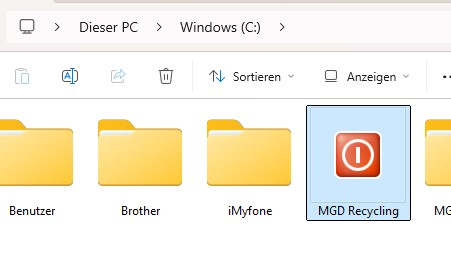 Dieser PC > Windows (C:) >
Sortieren Anzeigen ...
Benutzer Brother iMyfone MGD Recycling